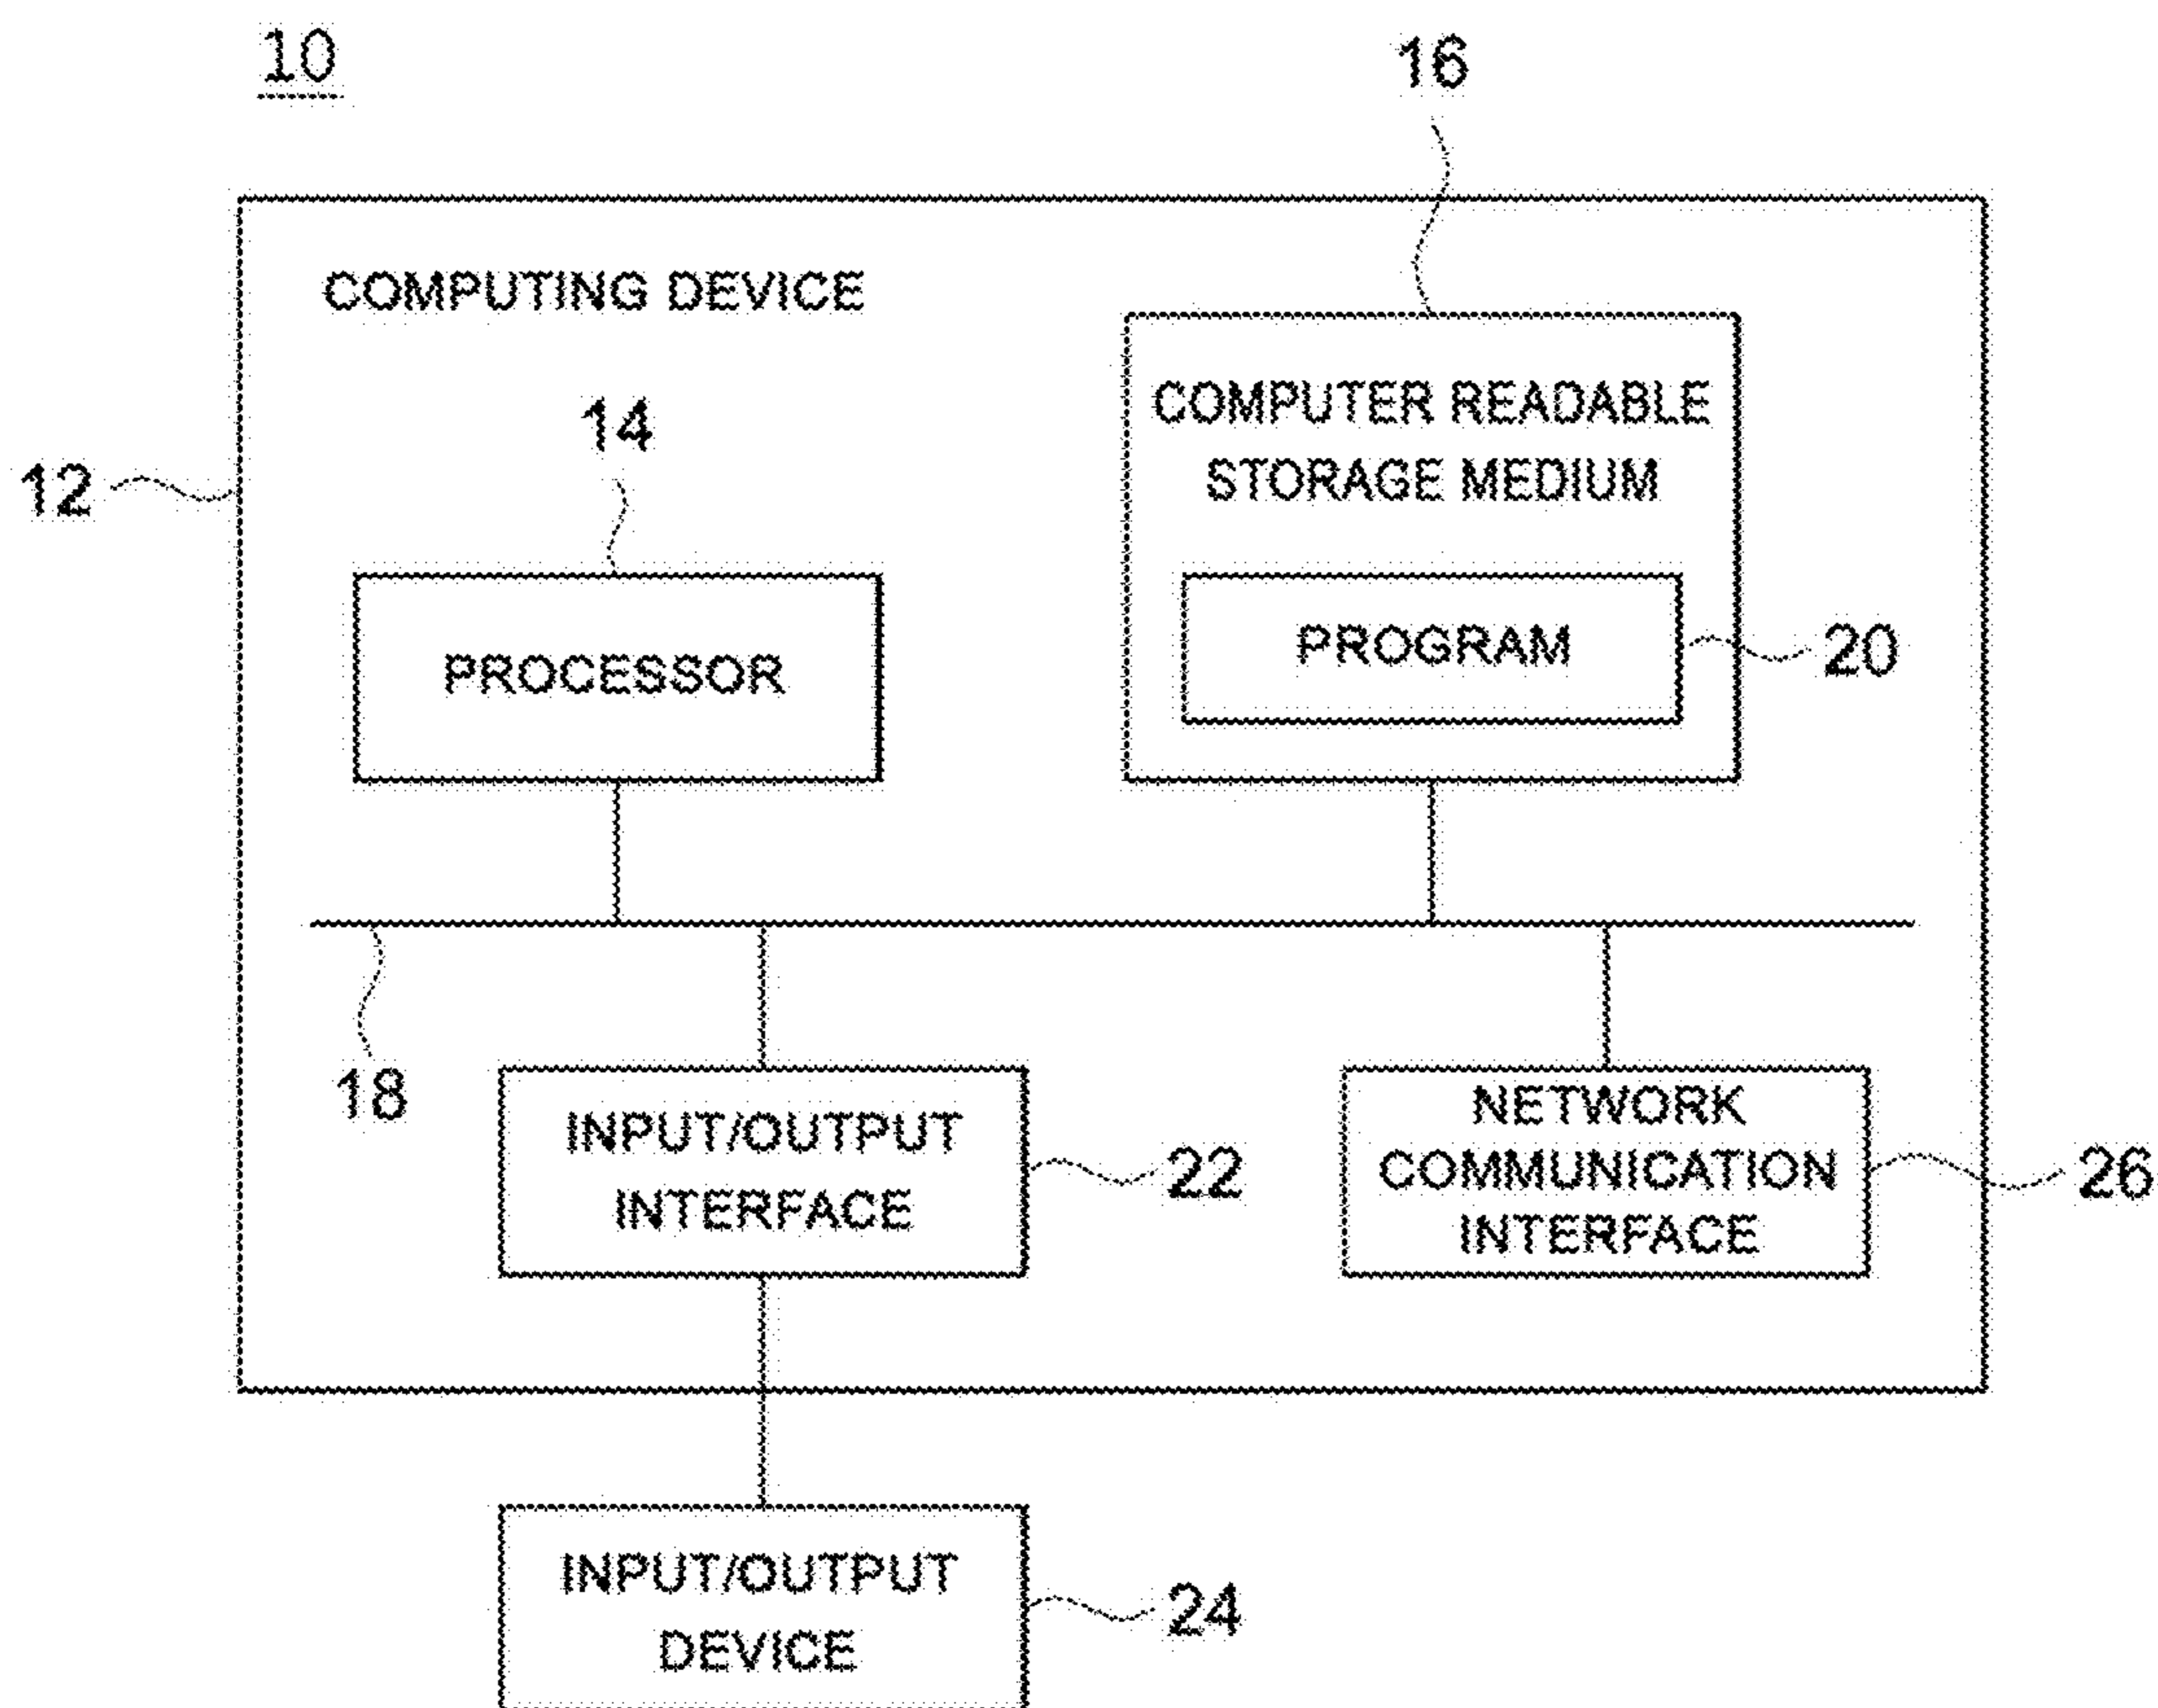 10
16
COMPUTING DEVICE
14
COMPUTER READABLE
STORAGE MEDIUM
12
PROCESSOR
PROGRAM
20
18
INPUT/OUTPUT
INTERFACE
22
NETWORK
COMMUNICATION
INTERFACE
26
INPUT/OUTPUT
DEVICE
24